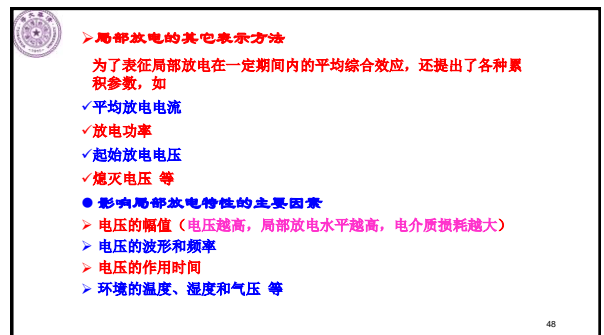 ➢局部放电的其它表示方法
为了表征局部放电在一定期间内的平均综合效应，还提出了各种累
积参数，如
✓平均放电电流
✓放电功率
✓起始放电电压
✓熄灭电压 等
● 影响局部放电特性的主要因素
➢ 电压的幅值（电压越高，局部放电水平越高，电介质损耗越大）
➢ 电压的波形和频率
➢ 电压的作用时间
➢ 环境的温度、湿度和气压 等
48